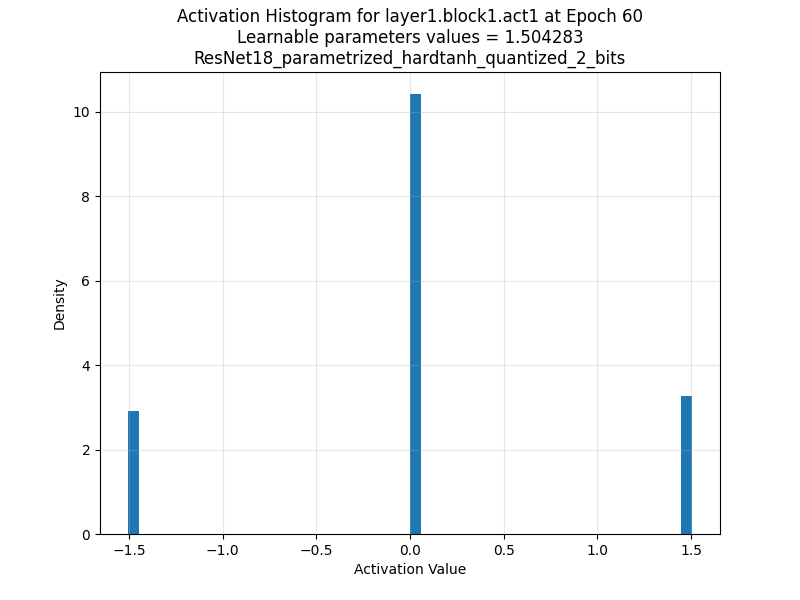 Activation Histogram for layer1.block1.act1 at Epoch 60
Learnable parameters values = 1.504283
ResNet18_parametrized_hardtanh_quantized_2_bits
10
8
6
4
2
0
Density
−1.5 −1.0 −0.5 0.0 0.5 1.0 1.5
Activation Value